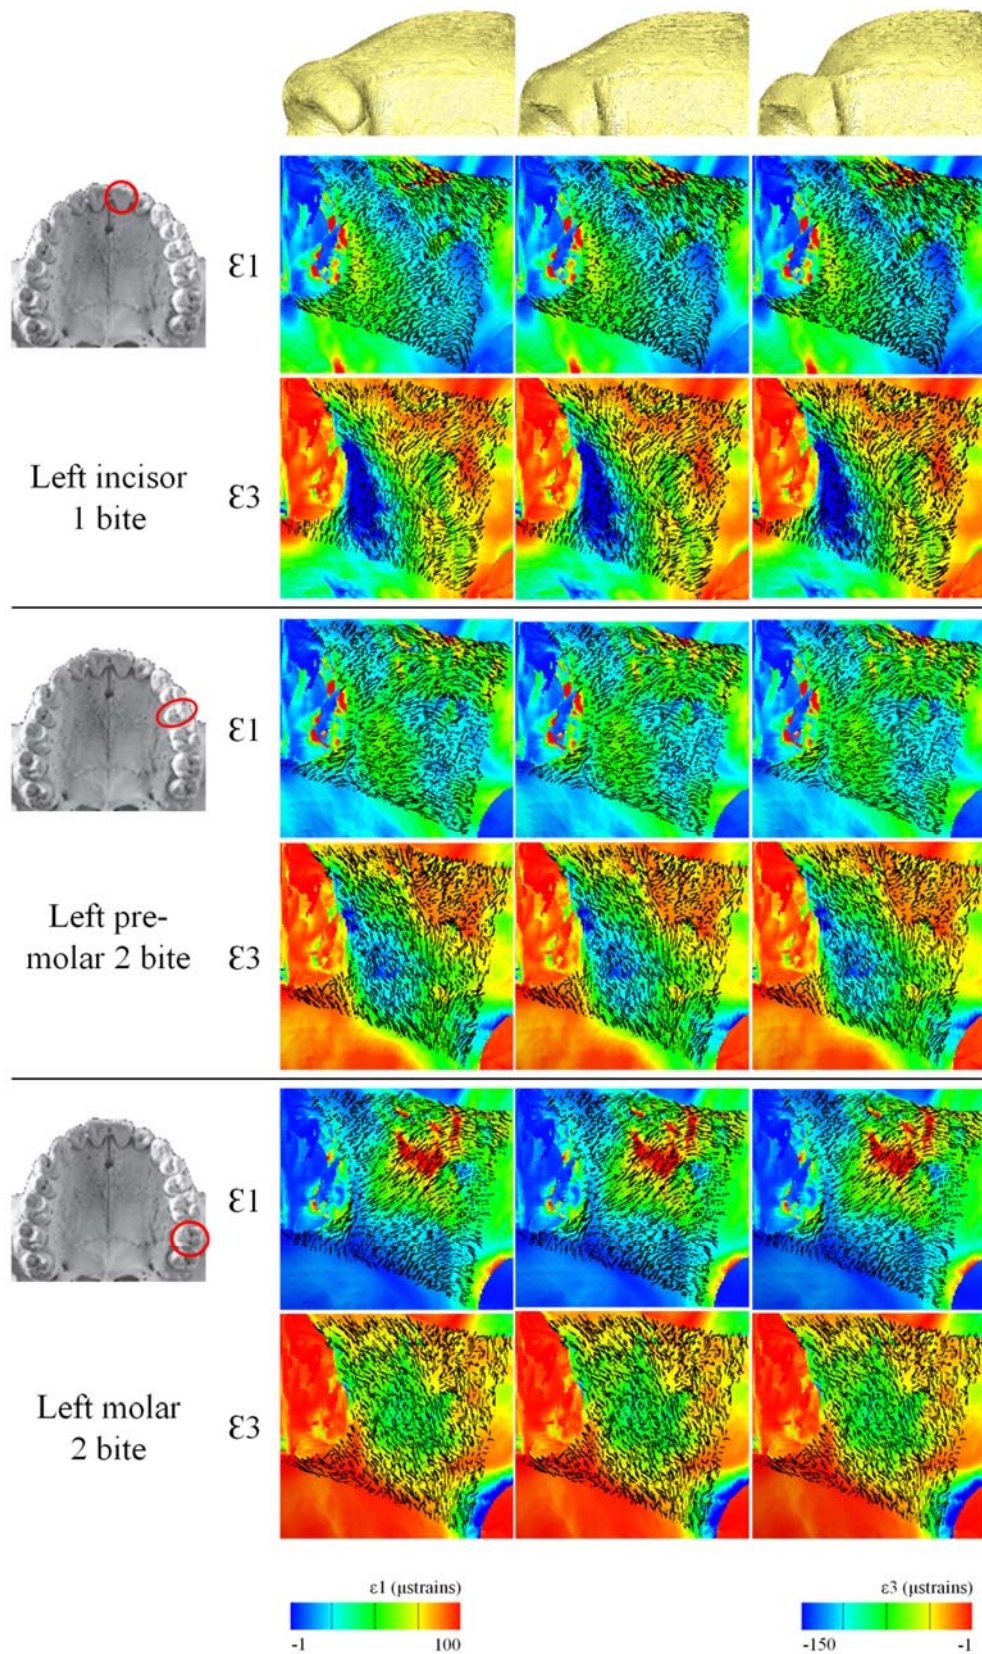 ε1
Left incisor
1 bite
ε3
ε1
Left pre-
molar 2 bite
ε3
ε1
Left molar
2 bite
ε3
ε1 (µstrains)
-1 100
ε3 (µstrains)
-150 -1